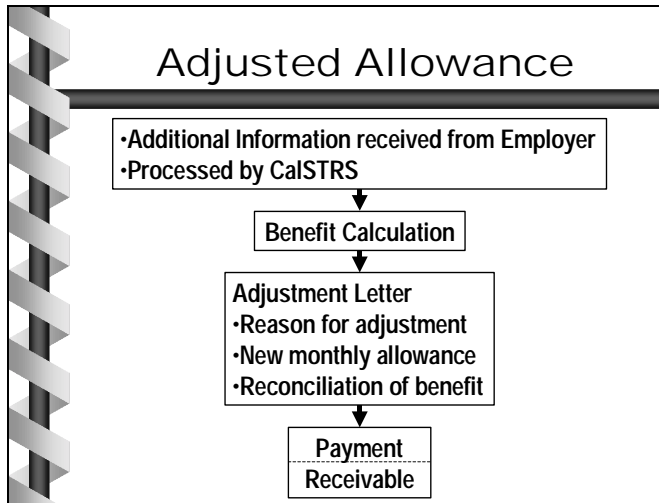 Adjusted Allowance
•Additional Information received from Employer
•Processed by CalSTRS
Benefit Calculation
Adjustment Letter
•Reason for adjustment
•New monthly allowance
•Reconciliation of benefit
Payment
Receivable